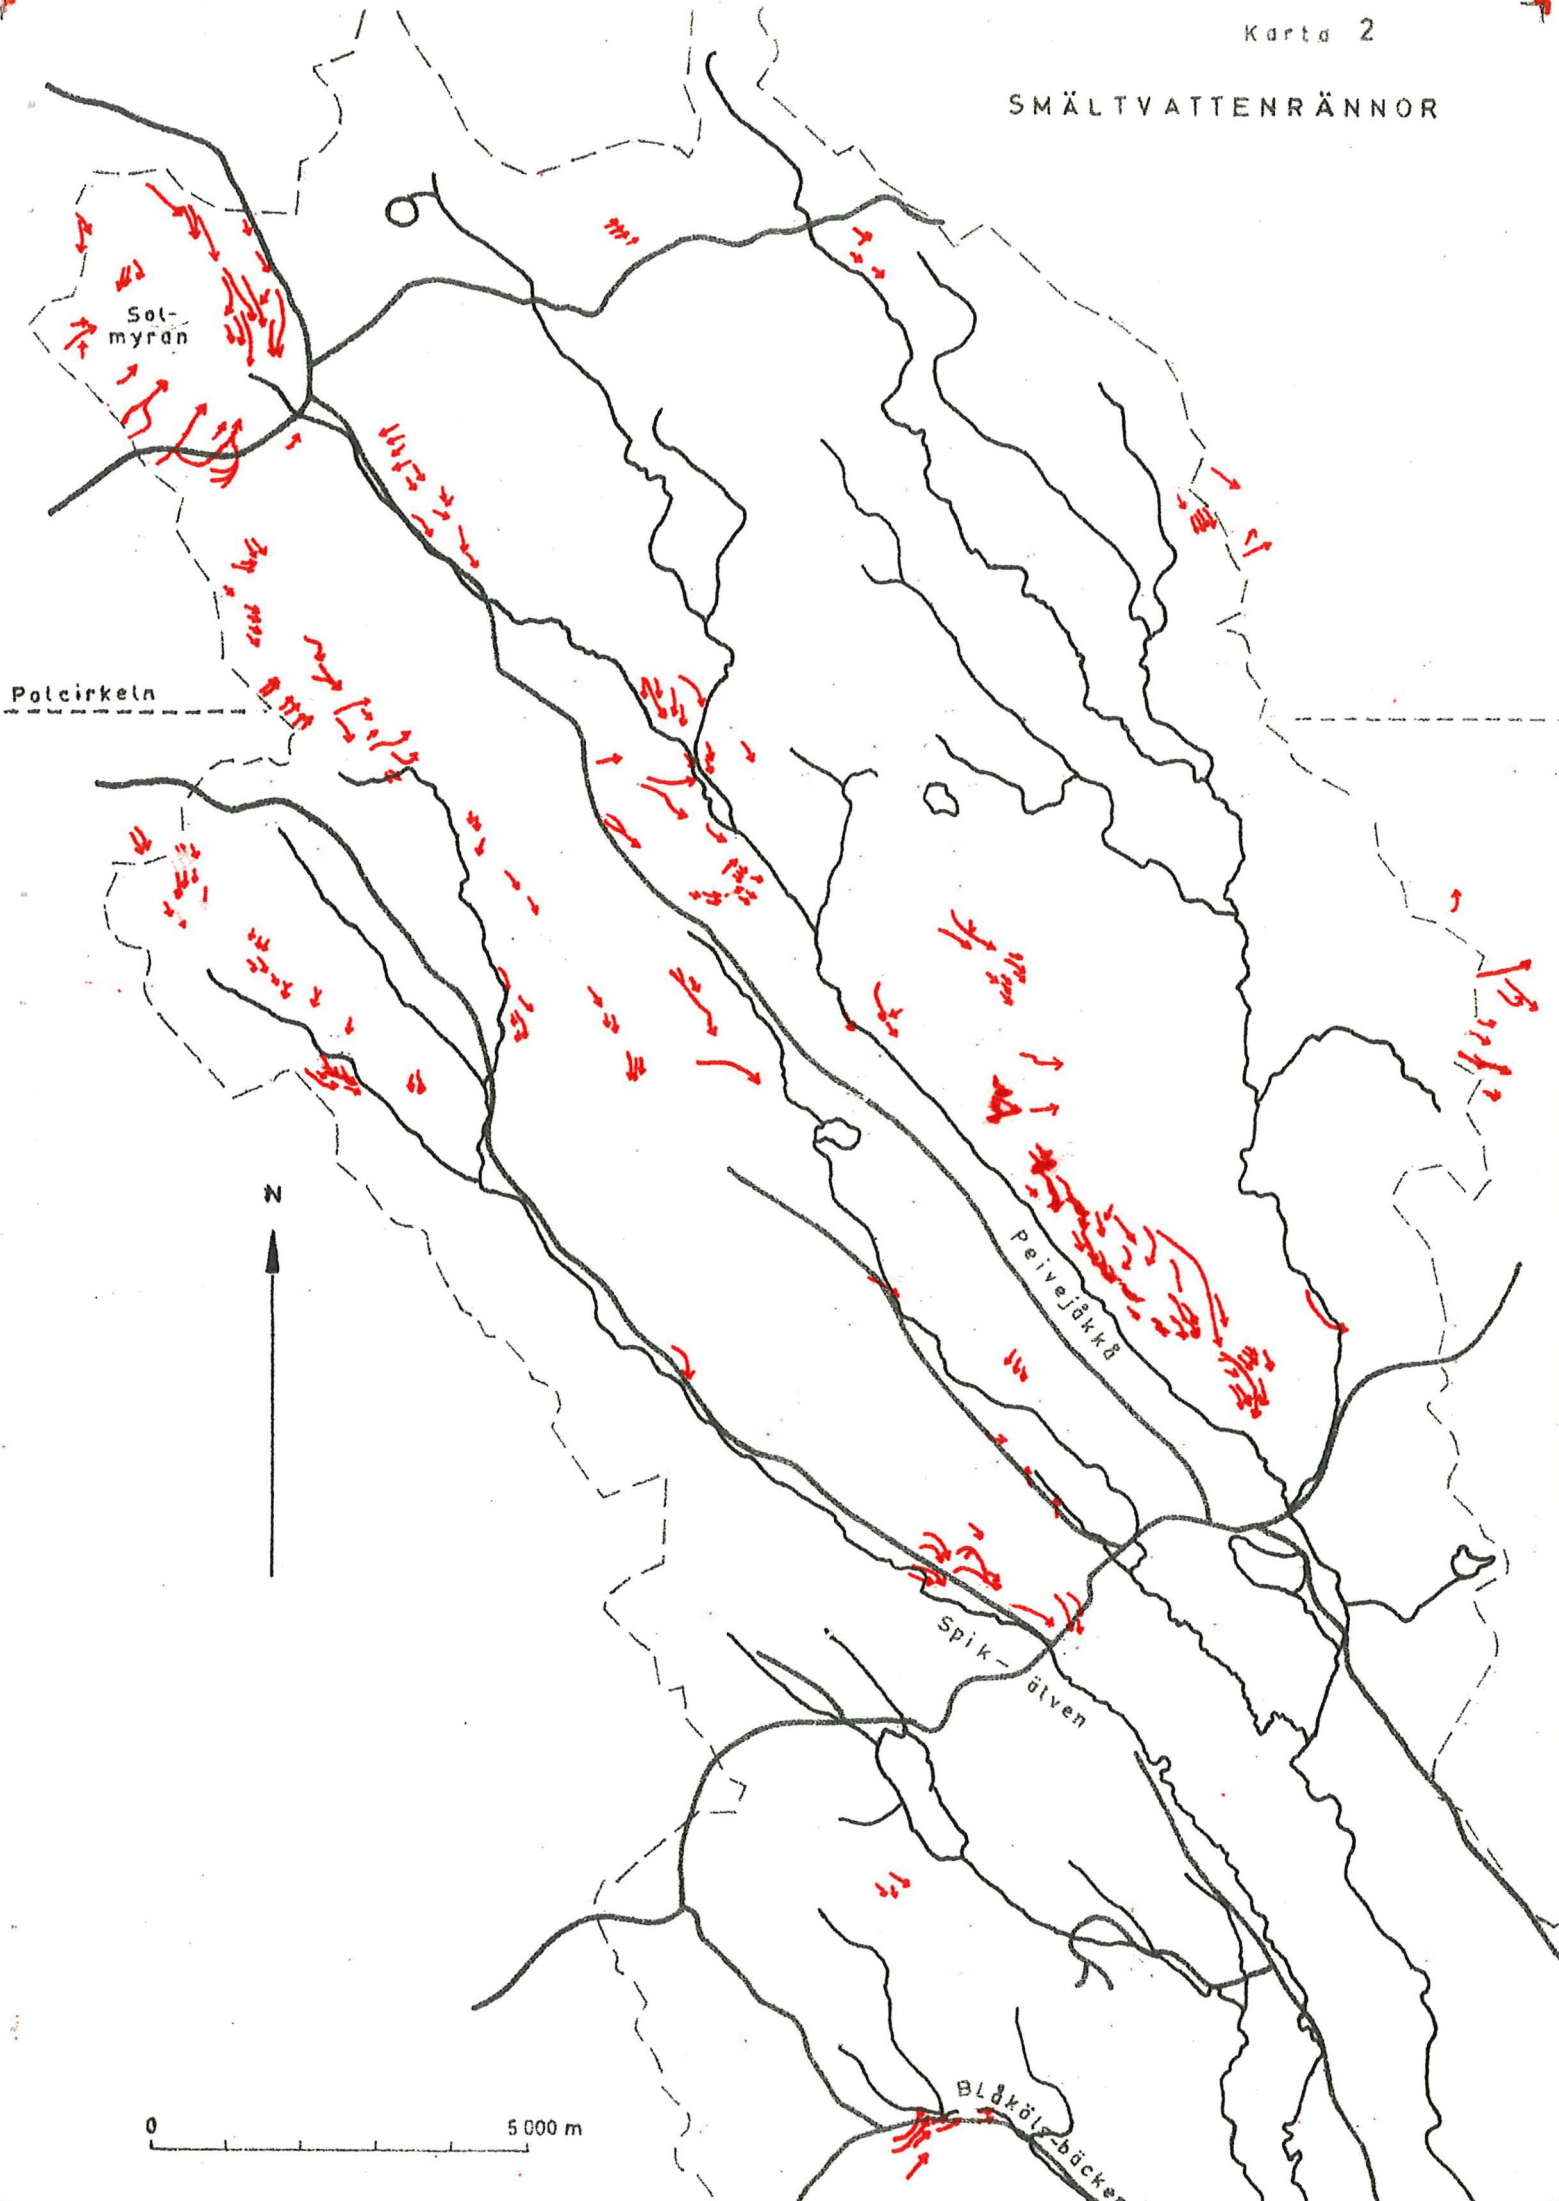 Karta 2
SMÄLTVATTENRÄNNOR
Sol-
myran
Polcirkeln
N
Peivejåkkå
Spik-
älven
0 5 000 m
BLåköls-bäcken